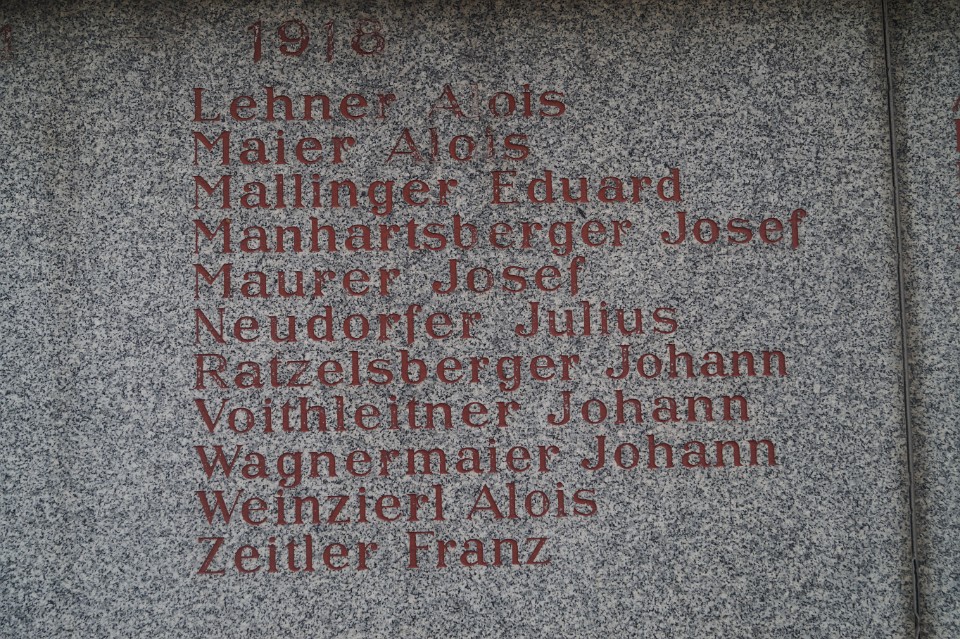 1918
Lehner Alois
Maier Alois
Mallinger Eduard
Manhartsberger Josef
Maurer Josef
Neudorfer Julius
Ratzelsberger Johann
Voithleitner Johann
Wagnermaier Johann
Weinzierl Alois
Zeitler Franz